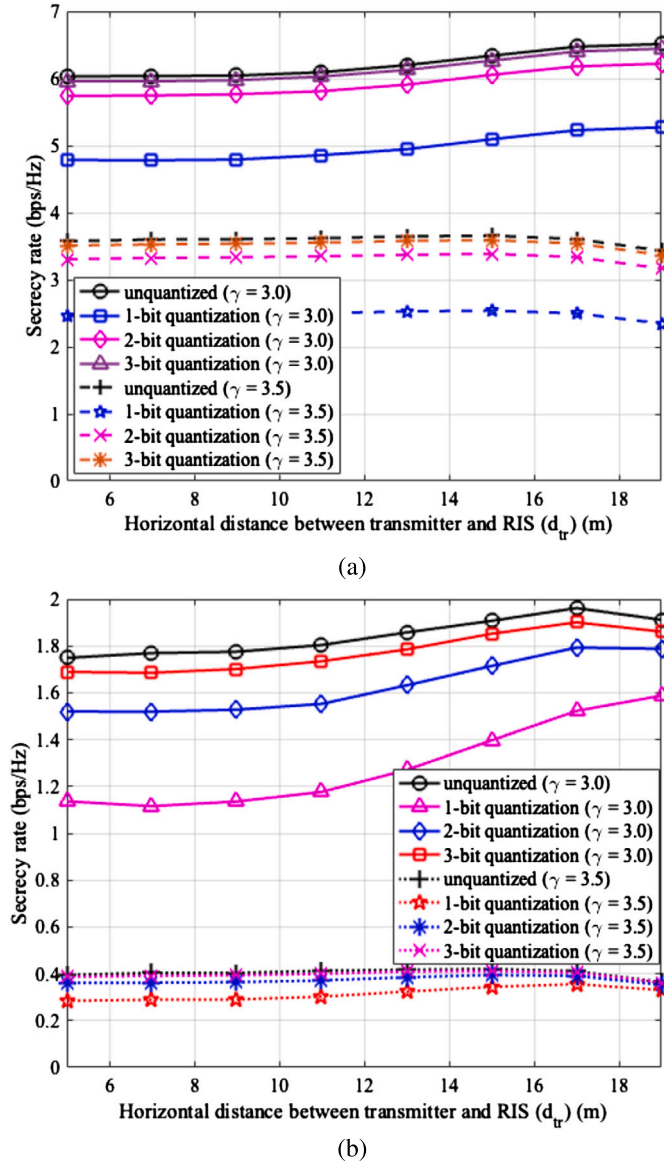 7
6
5
4
3
2
1
0
Secrecy rate (bps/Hz)
unquantized (γ = 3.0)
1-bit quantization (γ = 3.0)
2-bit quantization (γ = 3.0)
3-bit quantization (γ = 3.0)
unquantized (γ = 3.5)
1-bit quantization (γ = 3.5)
2-bit quantization (γ = 3.5)
3-bit quantization (γ = 3.5)
6 8 10 12 14 16 18
Horizontal distance between transmitter and RIS (d_tr) (m)
(a)
2
1.8
1.6
1.4
1.2
1
0.8
0.6
0.4
0.2
0
Secrecy rate (bps/Hz)
unquantized (γ = 3.0)
1-bit quantization (γ = 3.0)
2-bit quantization (γ = 3.0)
3-bit quantization (γ = 3.0)
unquantized (γ = 3.5)
1-bit quantization (γ = 3.5)
2-bit quantization (γ = 3.5)
3-bit quantization (γ = 3.5)
6 8 10 12 14 16 18
Horizontal distance between transmitter and RIS (d_tr) (m)
(b)